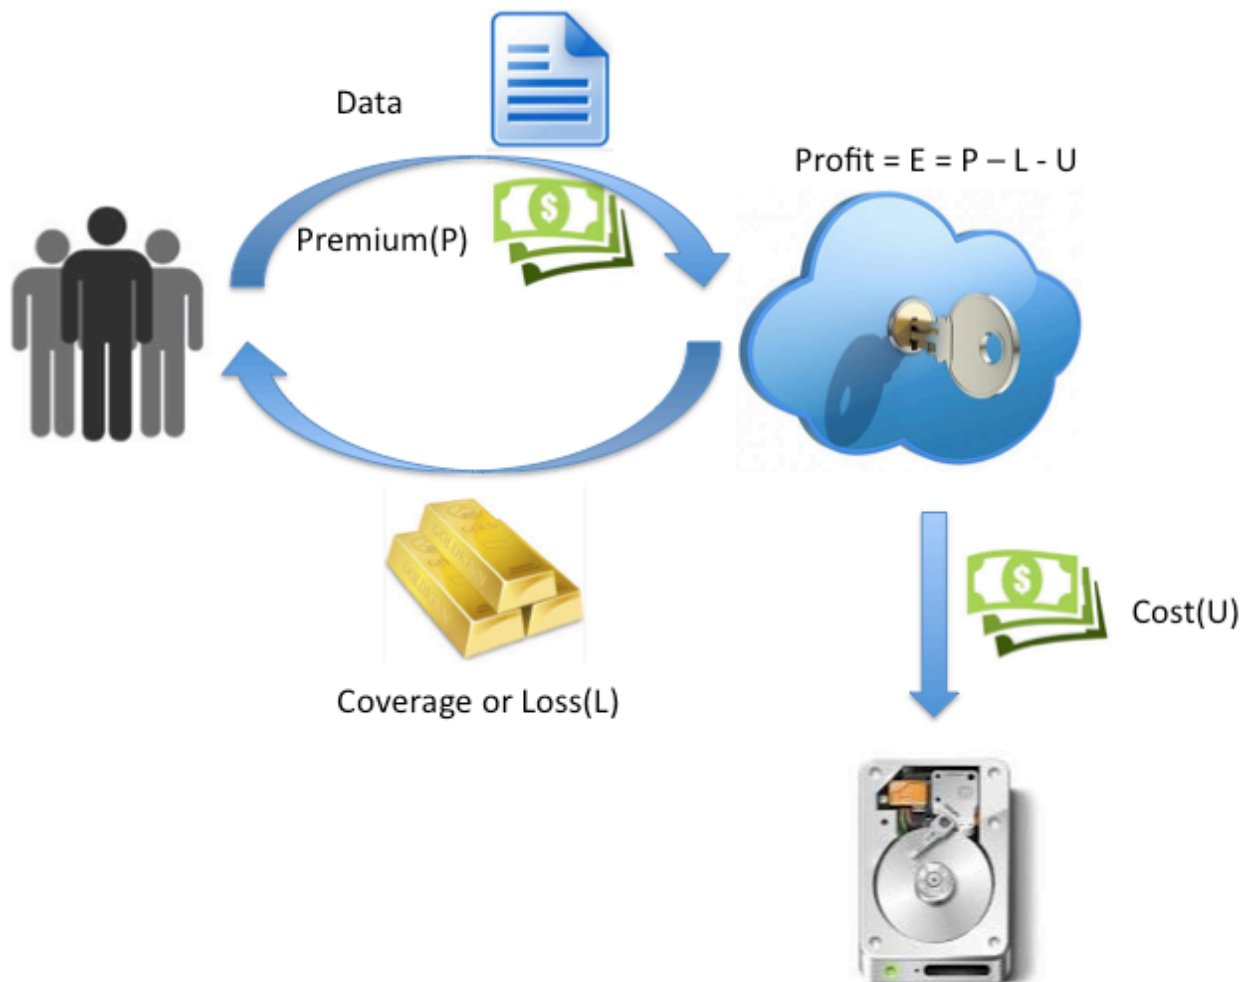 Data
Profit = E = P – L - U
Premium(P)
Cost(U)
Coverage or Loss(L)